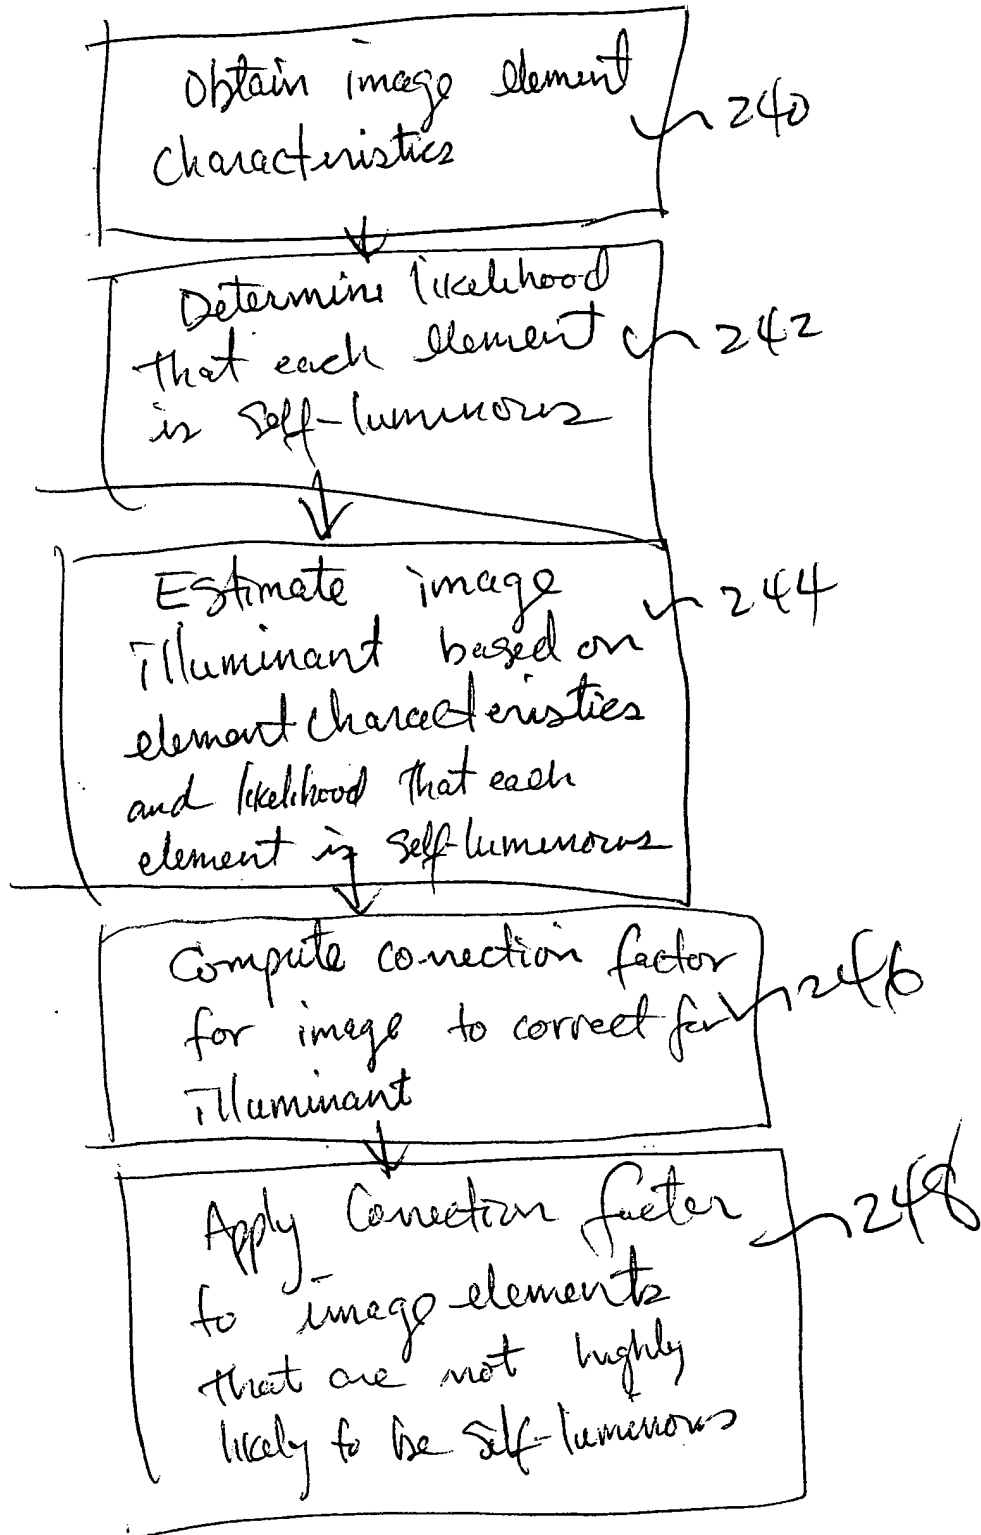 Obtain image element
characteristics
240
Determine likelihood
that each element
is self-luminous
242
Estimate image
illuminant based on
element characteristics
and likelihood that each
element is self-luminous
244
Compute correction factor
for image to correct for
illuminant
246
Apply Correction factor
to image elements
that are not highly
likely to be self-luminous
248